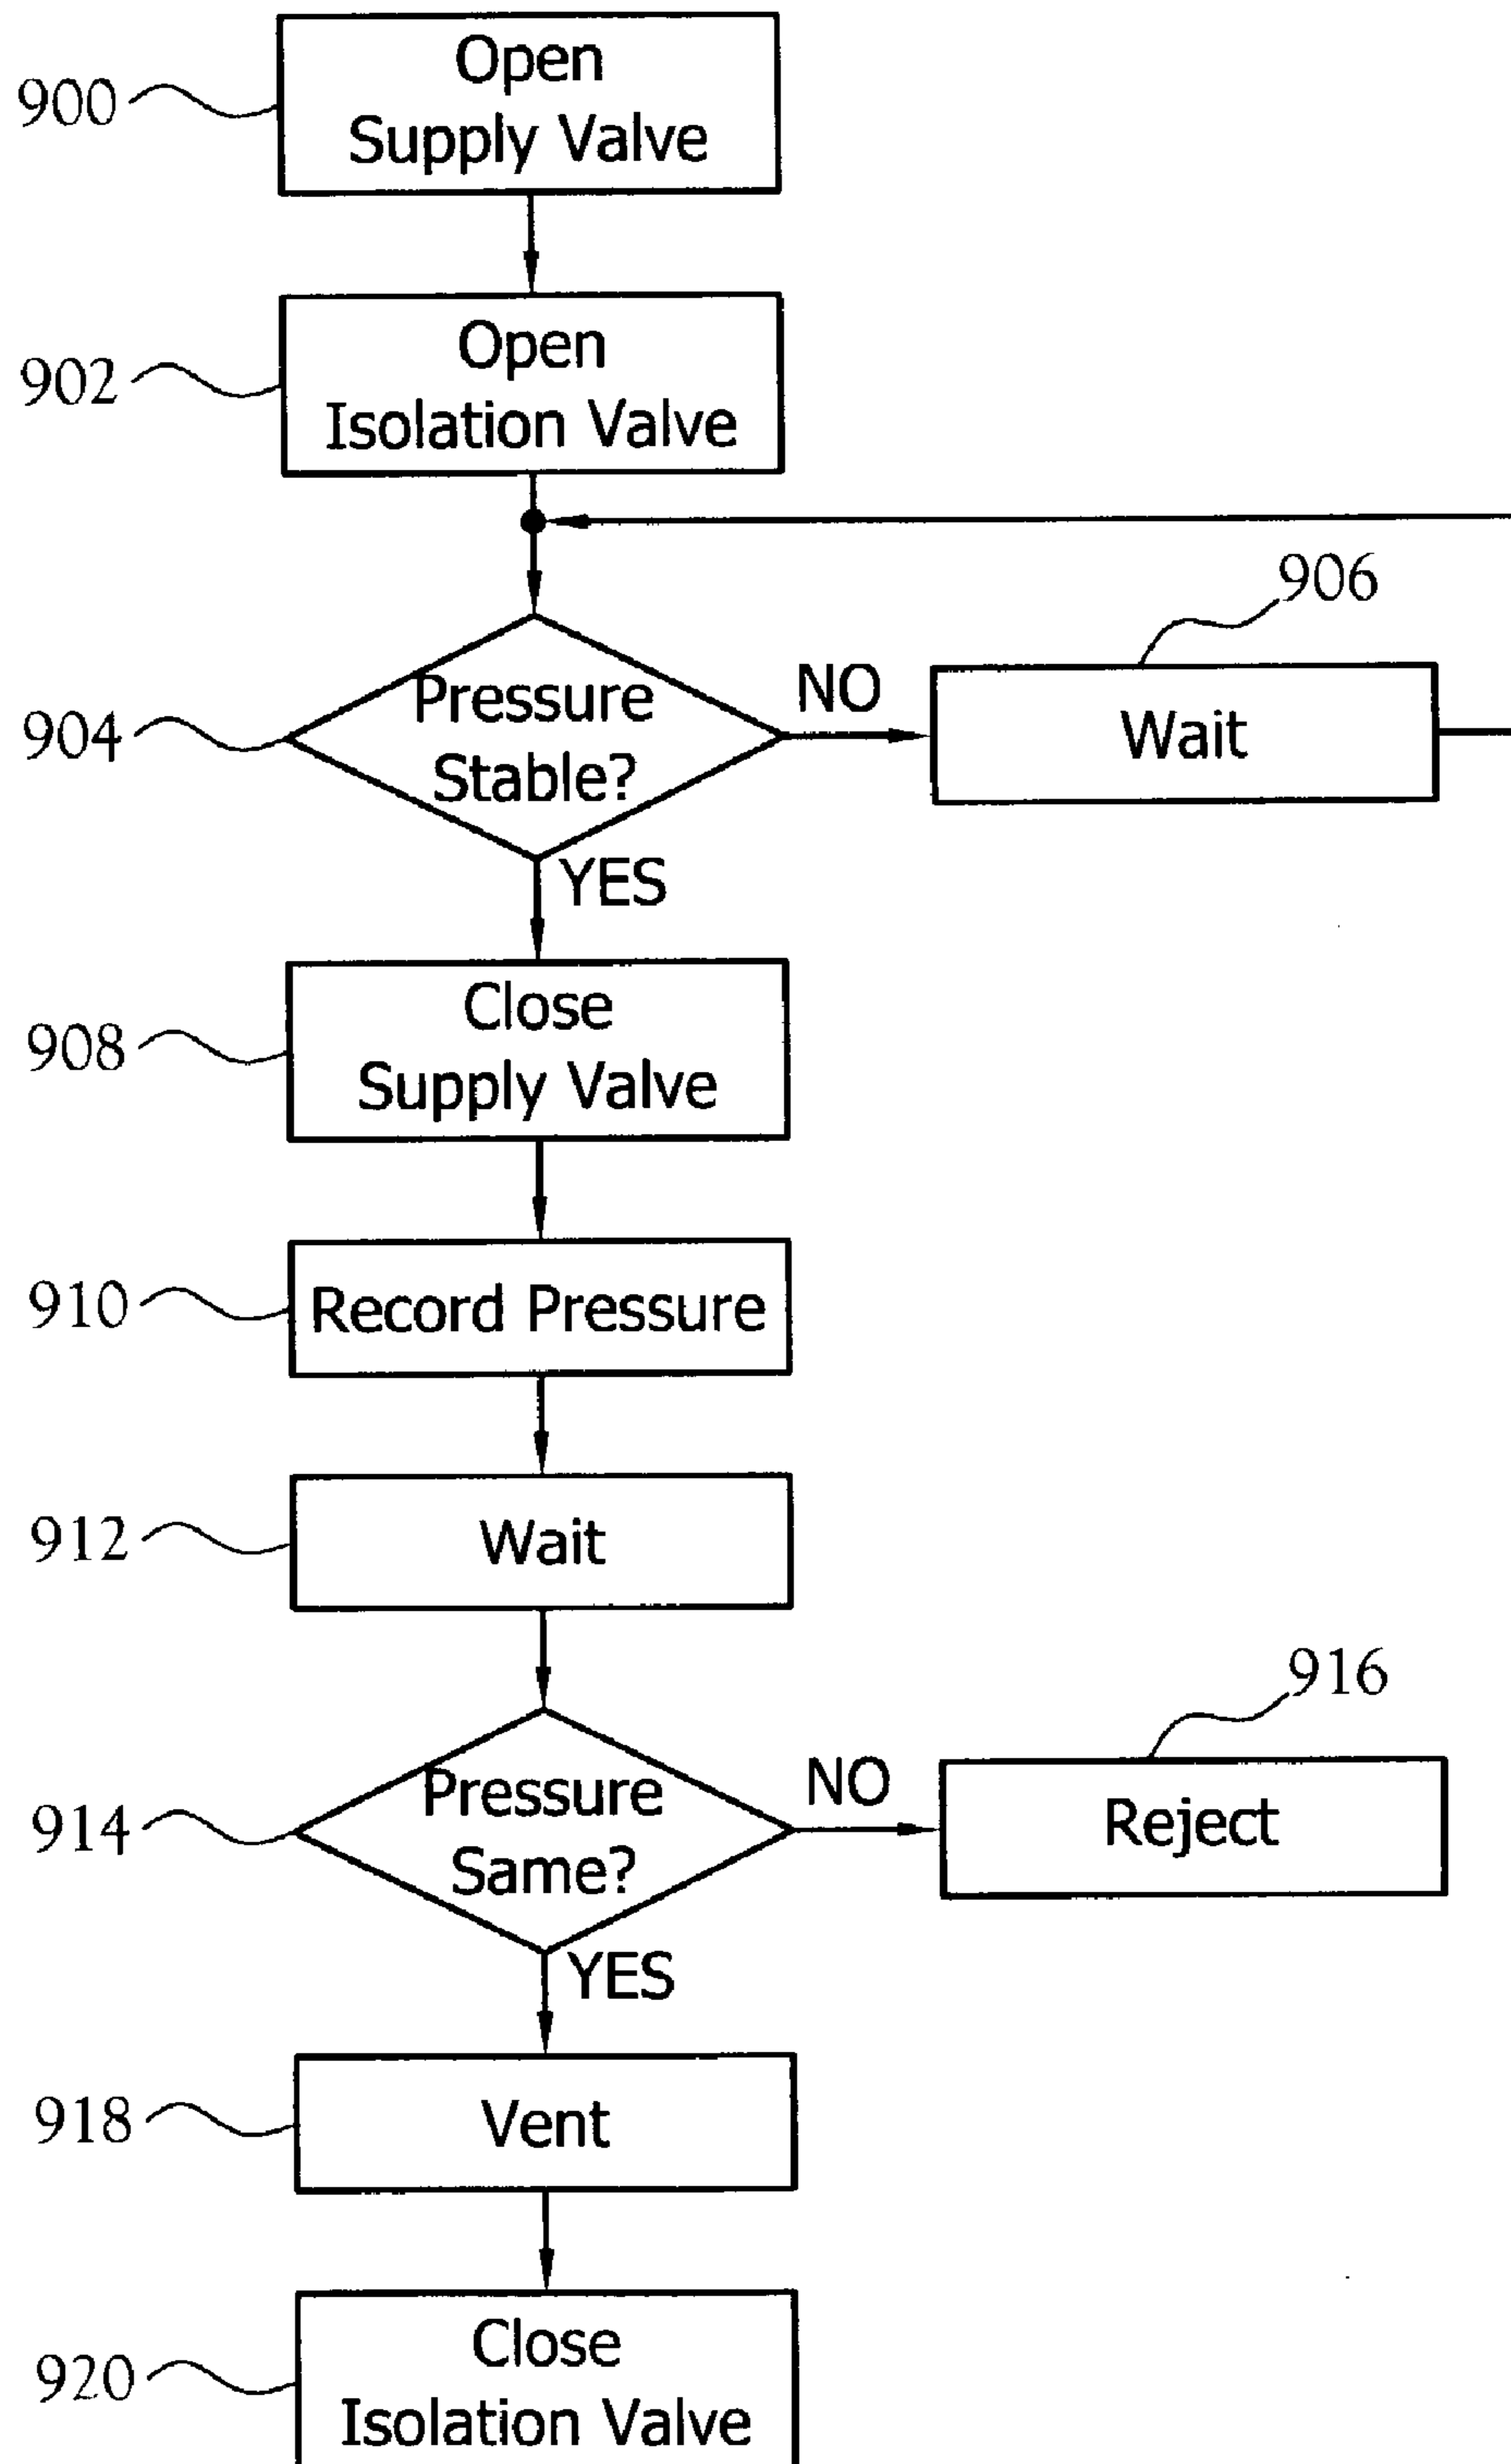 900
Open
Supply Valve
902
Open
Isolation Valve
906
904
Pressure
Stable?
NO
Wait
YES
908
Close
Supply Valve
910
Record Pressure
912
Wait
916
914
Pressure
Same?
NO
Reject
YES
918
Vent
920
Close
Isolation Valve